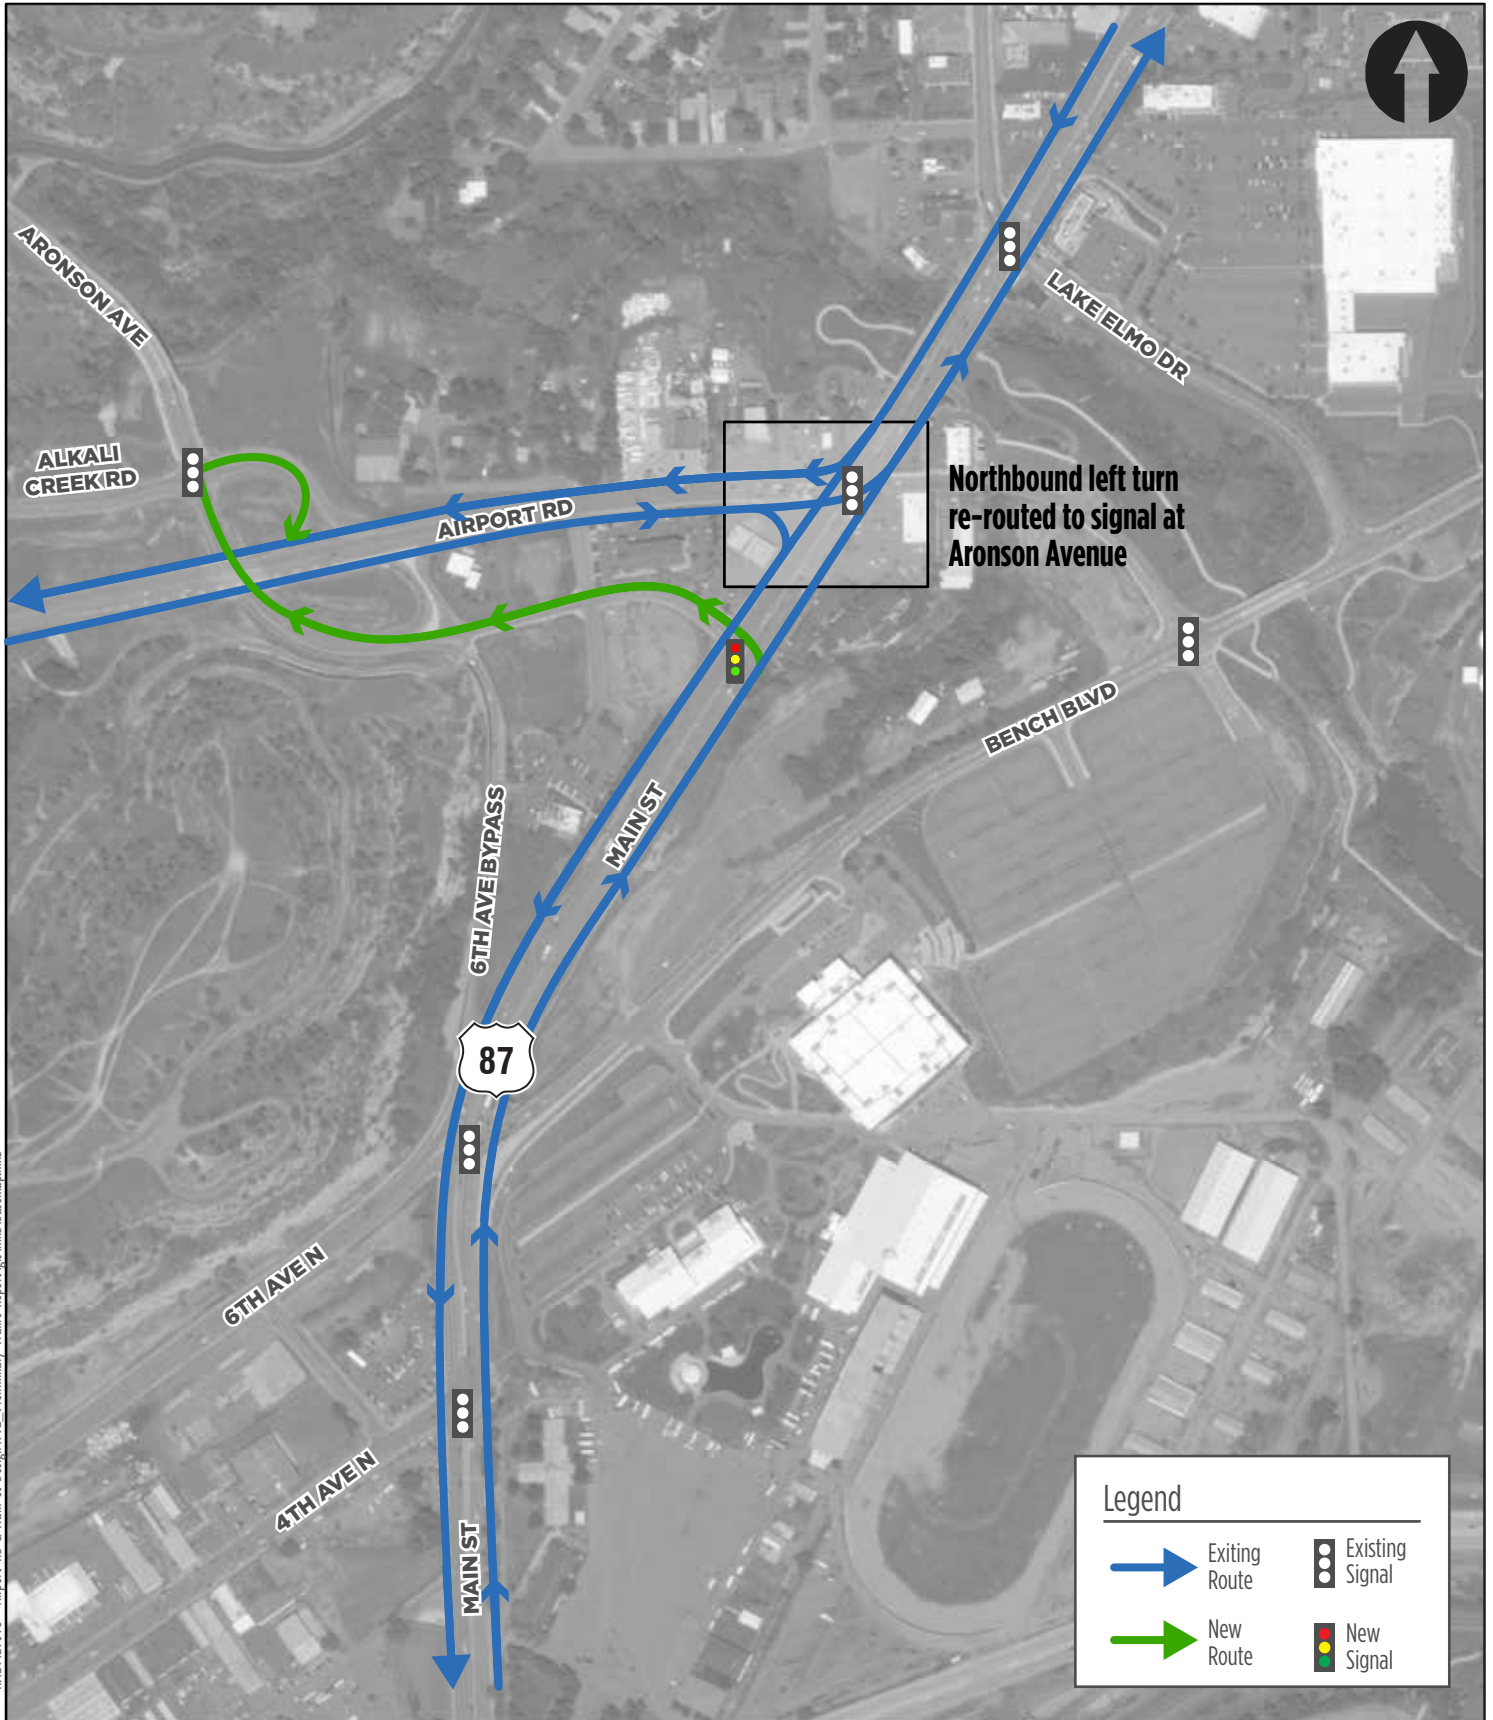 ARONSON AVE
LAKE ELMO DR
ALKALI
CREEK RD
AIRPORT RD
Northbound left turn
re-routed to signal at
Aronson Avenue
BENCH BLVD
MAIN ST
6TH AVE BYPASS
87
6TH AVE N
4TH AVE N
MAIN ST
Legend
Exiting
Route
Existing
Signal
New
Route
New
Signal